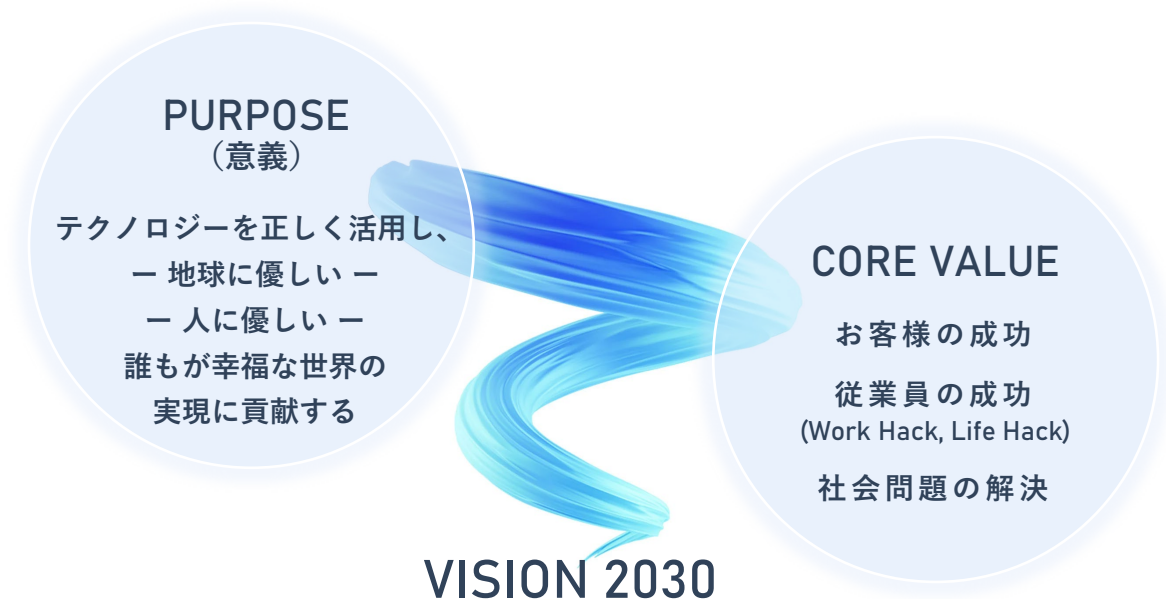 PURPOSE
（意義）
テクノロジーを正しく活用し、
ー 地球に優しい ー
ー 人に優しい ー
誰もが幸福な世界の
実現に貢献する
CORE VALUE
お客様の成功
従業員の成功
(Work Hack, Life Hack)
社会問題の解決
VISION 2030